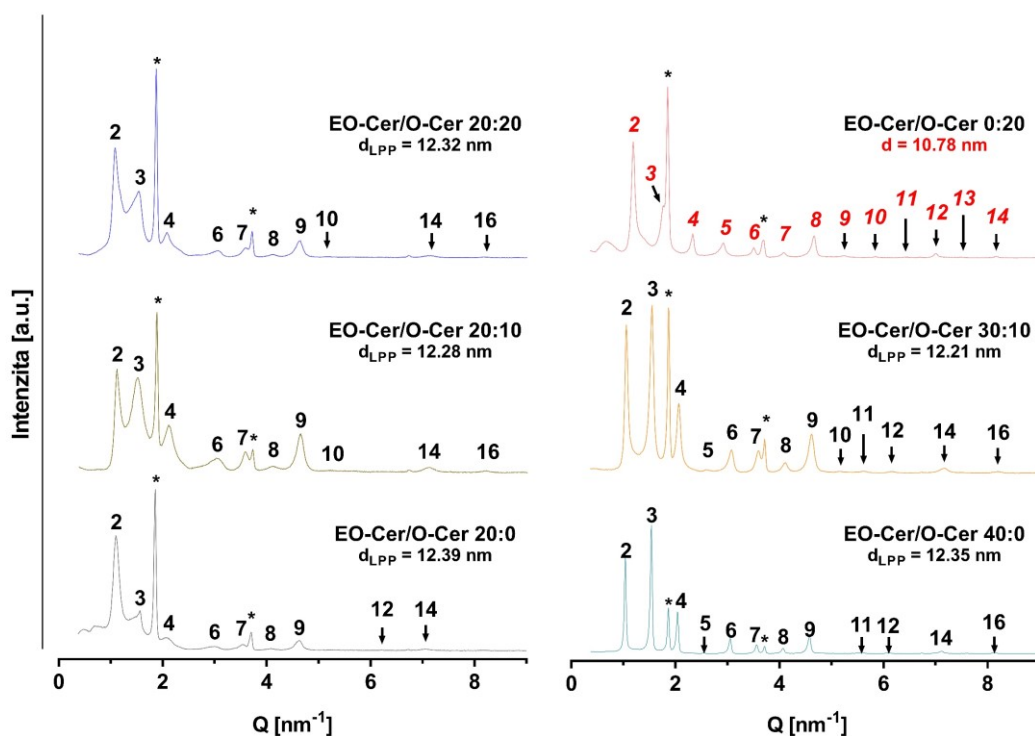 Intenzita [a.u.]
EO-Cer/O-Cer 20:20
d_LPP = 12.32 nm
2 3 * 4 6 7 * 8 9 10 14 16
EO-Cer/O-Cer 20:10
d_LPP = 12.28 nm
2 3 * 4 6 7 * 8 9 10 14 16
EO-Cer/O-Cer 20:0
d_LPP = 12.39 nm
2 3 * 4 6 7 * 8 9 12 14
0 2 4 6 8
Q [nm⁻¹]
EO-Cer/O-Cer 0:20
d = 10.78 nm
2 3 * 4 5 6 * 7 8 9 10 11 12 13 14
EO-Cer/O-Cer 30:10
d_LPP = 12.21 nm
2 3 * 4 5 6 7 * 8 9 10 11 12 14 16
EO-Cer/O-Cer 40:0
d_LPP = 12.35 nm
2 3 * 4 5 6 7 * 8 9 11 12 14 16
0 2 4 6 8
Q [nm⁻¹]